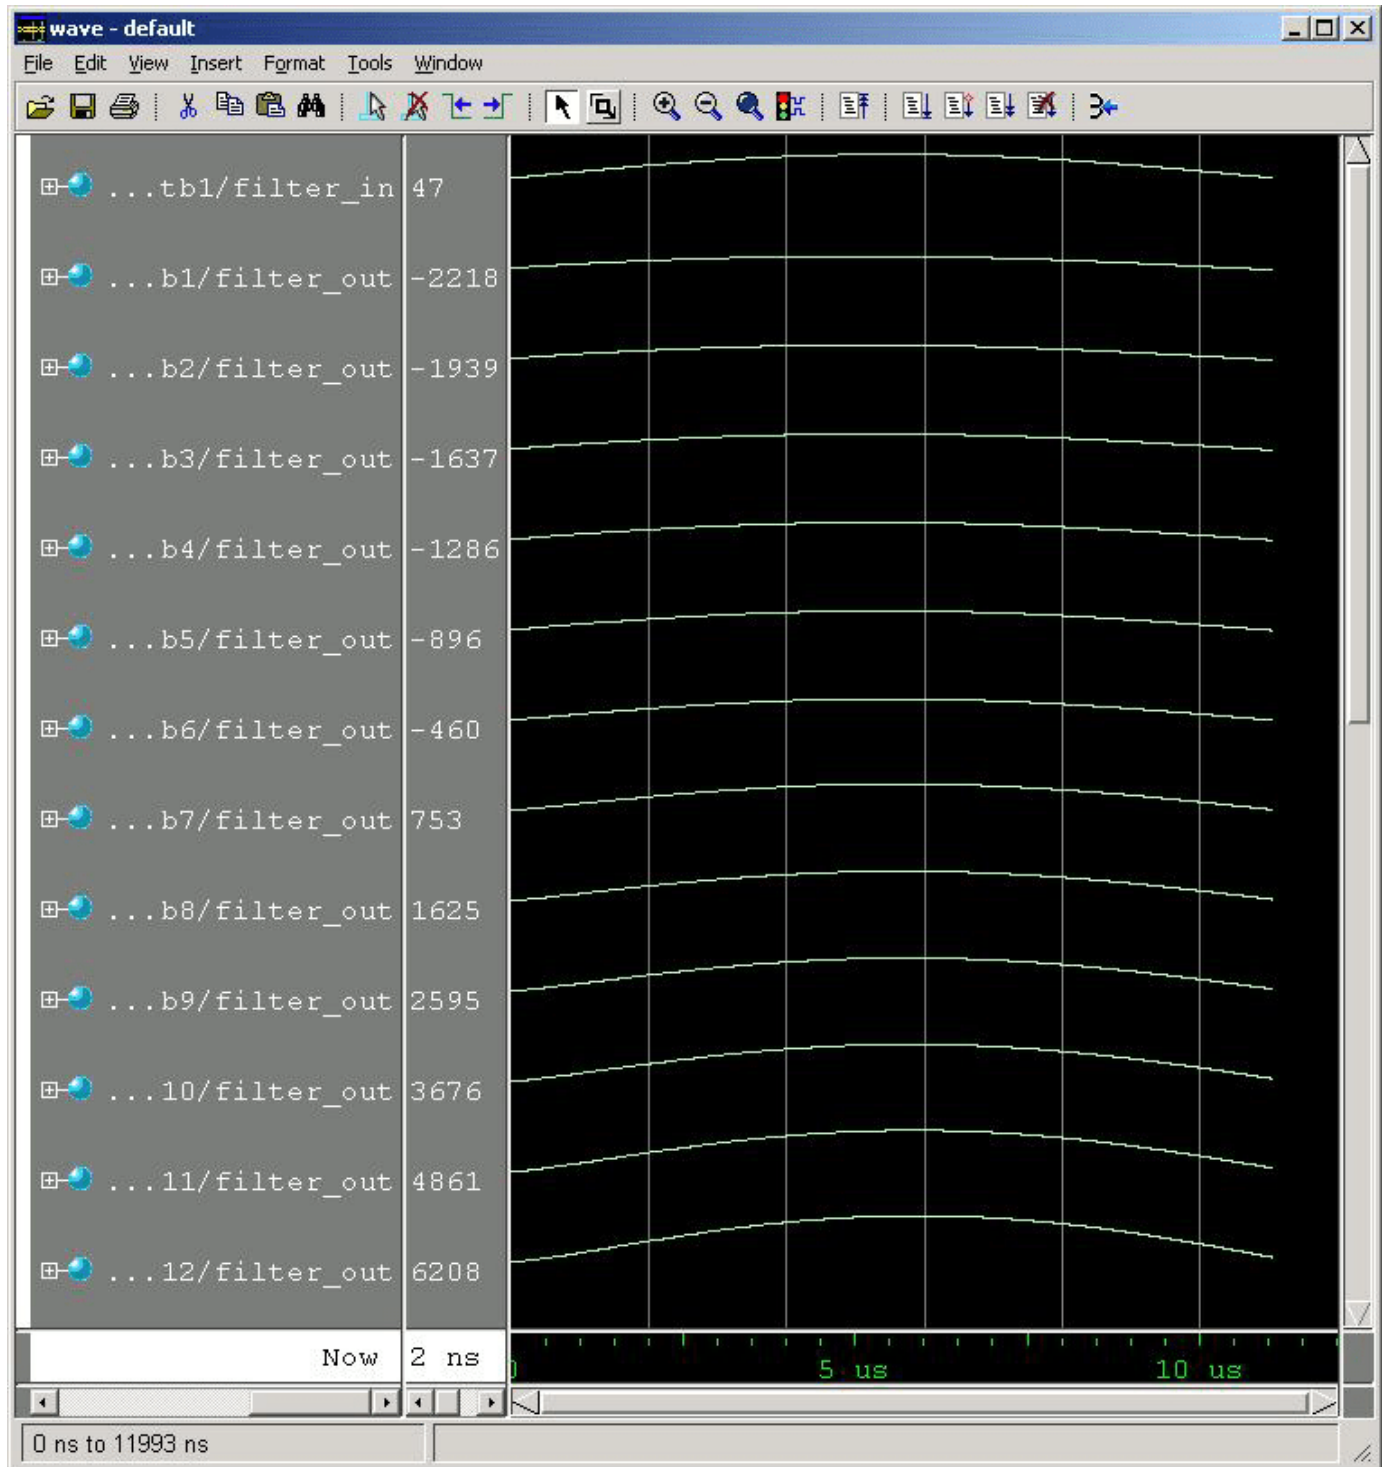 wave - default
File Edit View Insert Format Tools Window
...tb1/filter_in 47
...b1/filter_out -2218
...b2/filter_out -1939
...b3/filter_out -1637
...b4/filter_out -1286
...b5/filter_out -896
...b6/filter_out -460
...b7/filter_out 753
...b8/filter_out 1625
...b9/filter_out 2595
...10/filter_out 3676
...11/filter_out 4861
...12/filter_out 6208
Now 2 ns 5 us 10 us
0 ns to 11993 ns